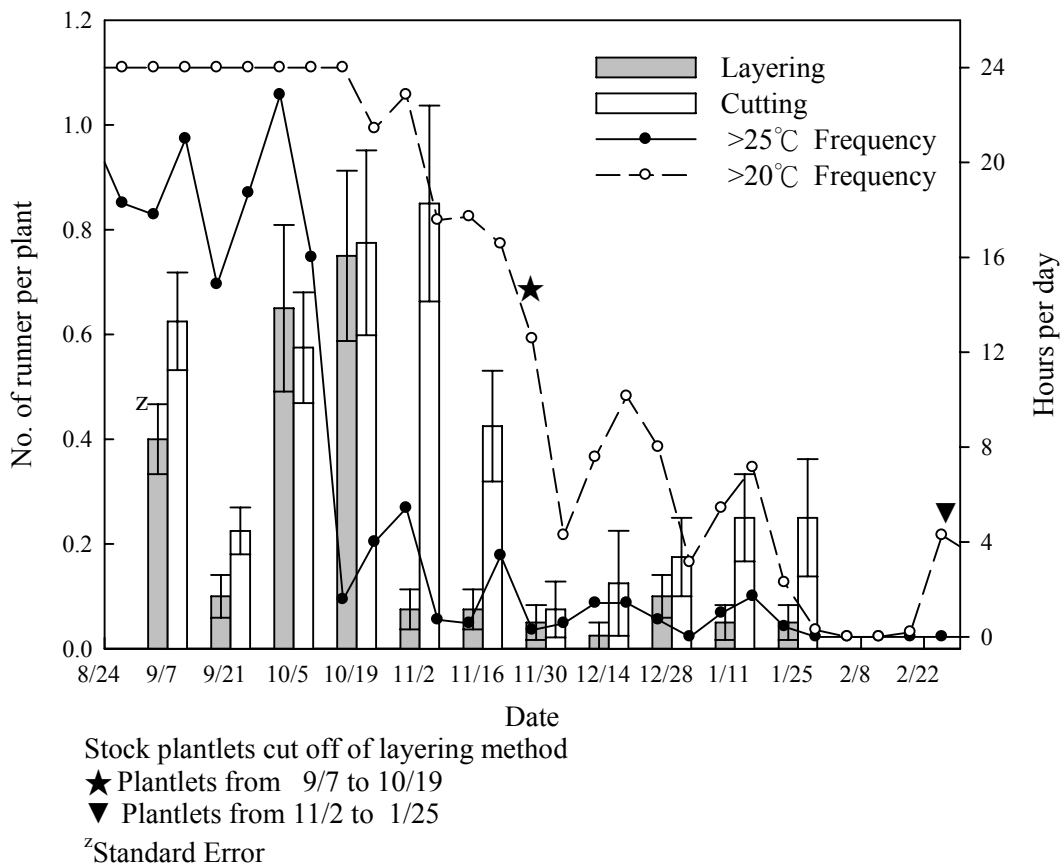 1.2
1.0
0.8
0.6
0.4
0.2
0.0
No. of runner per plant
24
20
16
12
8
4
0
Hours per day
Layering
Cutting
>25℃ Frequency
>20℃ Frequency
z
8/24 9/7 9/21 10/5 10/19 11/2 11/16 11/30 12/14 12/28 1/11 1/25 2/8 2/22
Date
Stock plantlets cut off of layering method
★ Plantlets from 9/7 to 10/19
▼ Plantlets from 11/2 to 1/25
zStandard Error